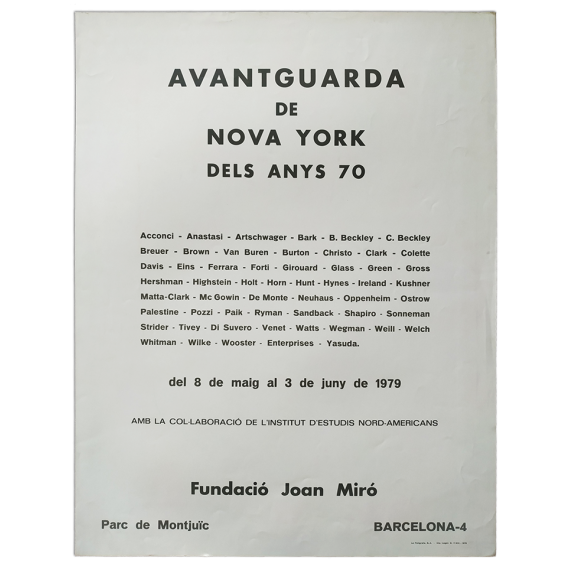 AVANTGUARDA
DE
NOVA YORK
DELS ANYS 70
Acconci - Anastasi - Artschwager - Bark - B. Beckley - C. Beckley
Breuer - Brown - Van Buren - Burton - Christo - Clark - Colette
Davis - Eins - Ferrara - Forti - Girouard - Glass - Green - Gross
Hershman - Highstein - Holt - Horn - Hunt - Hynes - Ireland - Kushner
Matta-Clark - Mc Gowin - De Monte - Neuhaus - Oppenheim - Ostrow
Palestine - Pozzi - Paik - Ryman - Sandback - Shapiro - Sonneman
Strider - Tivey - Di Suvero - Venet - Watts - Wegman - Weill - Welch
Whitman - Wilke - Wooster - Enterprises - Yasuda.
del 8 de maig al 3 de juny de 1979
AMB LA COL·LABORACIÓ DE L'INSTITUT D'ESTUDIS NORD-AMERICANS
Fundació Joan Miró
Parc de Montjuïc BARCELONA-4